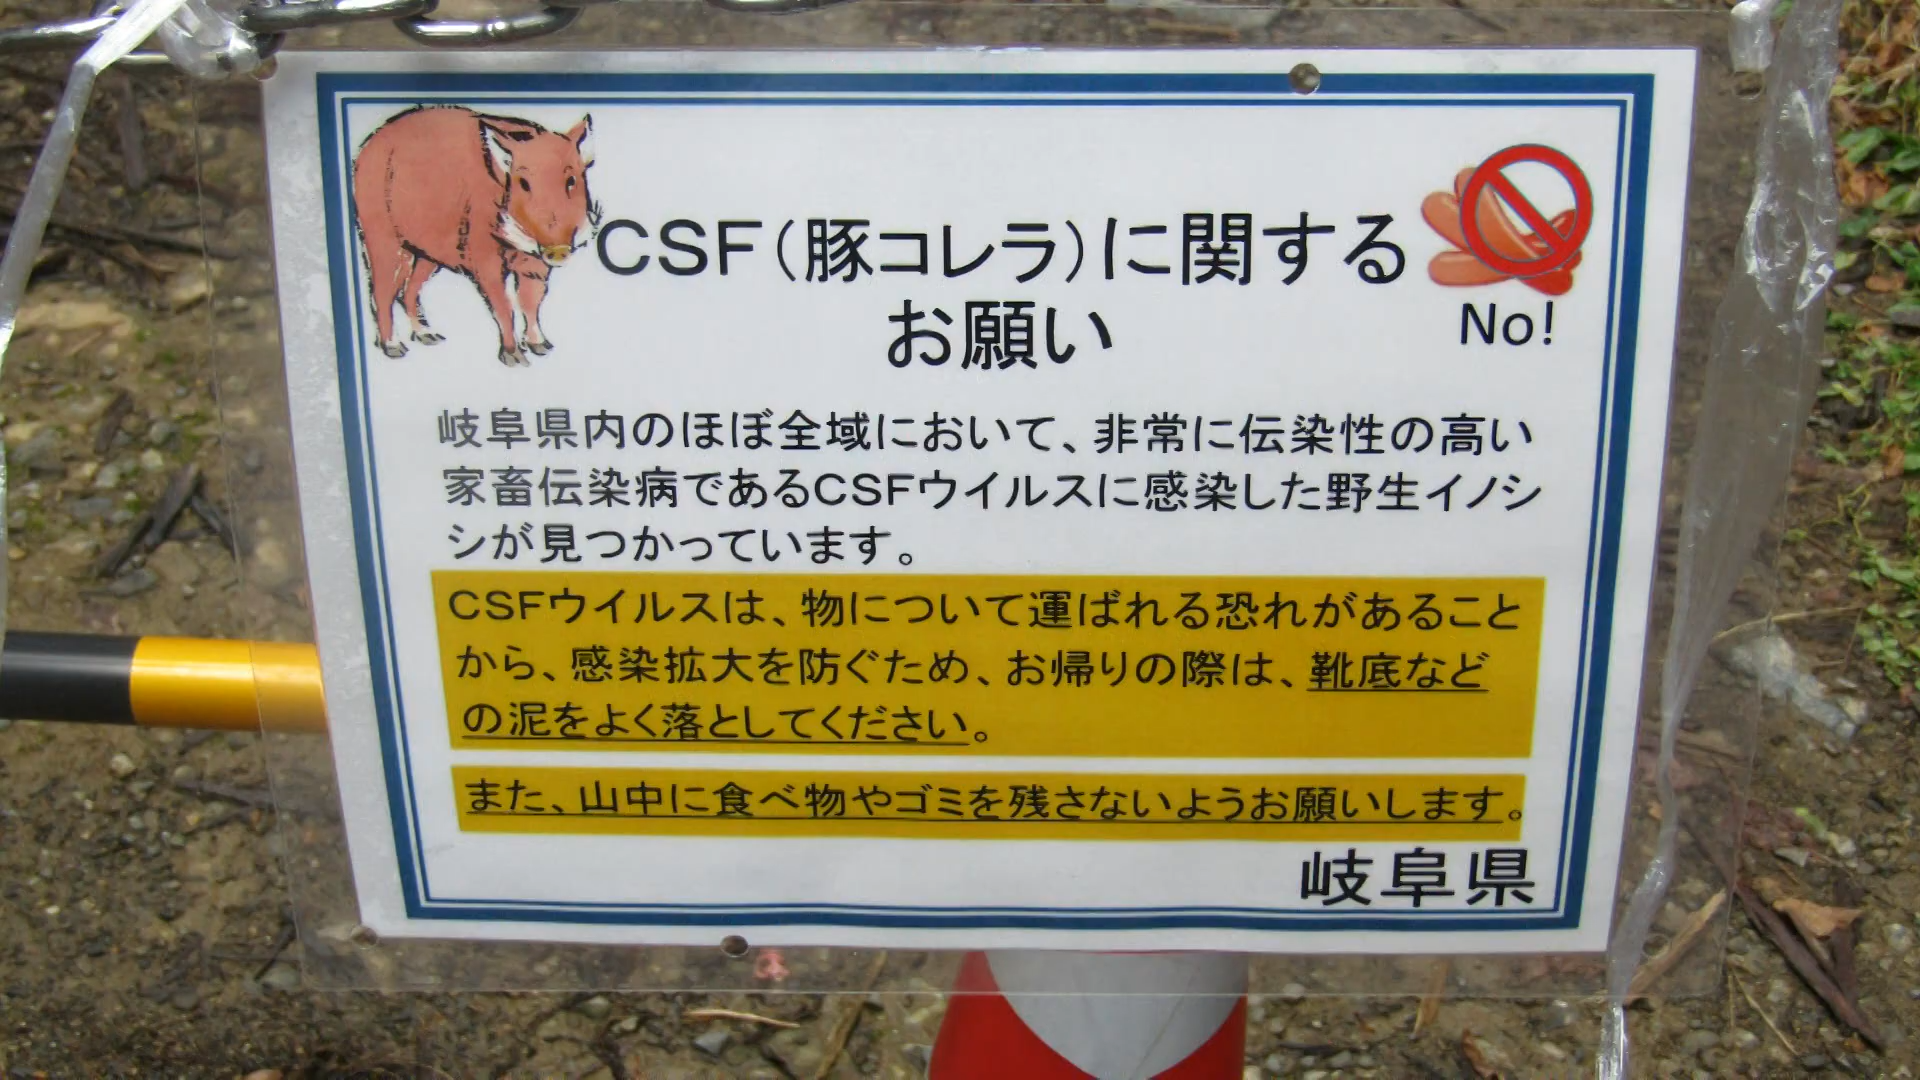 CSF（豚コレラ）に関する
お願い
No!
岐阜県内のほぼ全域において、非常に伝染性の高い
家畜伝染病であるCSFウイルスに感染した野生イノシ
シが見つかっています。
CSFウイルスは、物について運ばれる恐れがあること
から、感染拡大を防ぐため、お帰りの際は、靴底など
の泥をよく落としてください。
また、山中に食べ物やゴミを残さないようお願いします。
岐阜県